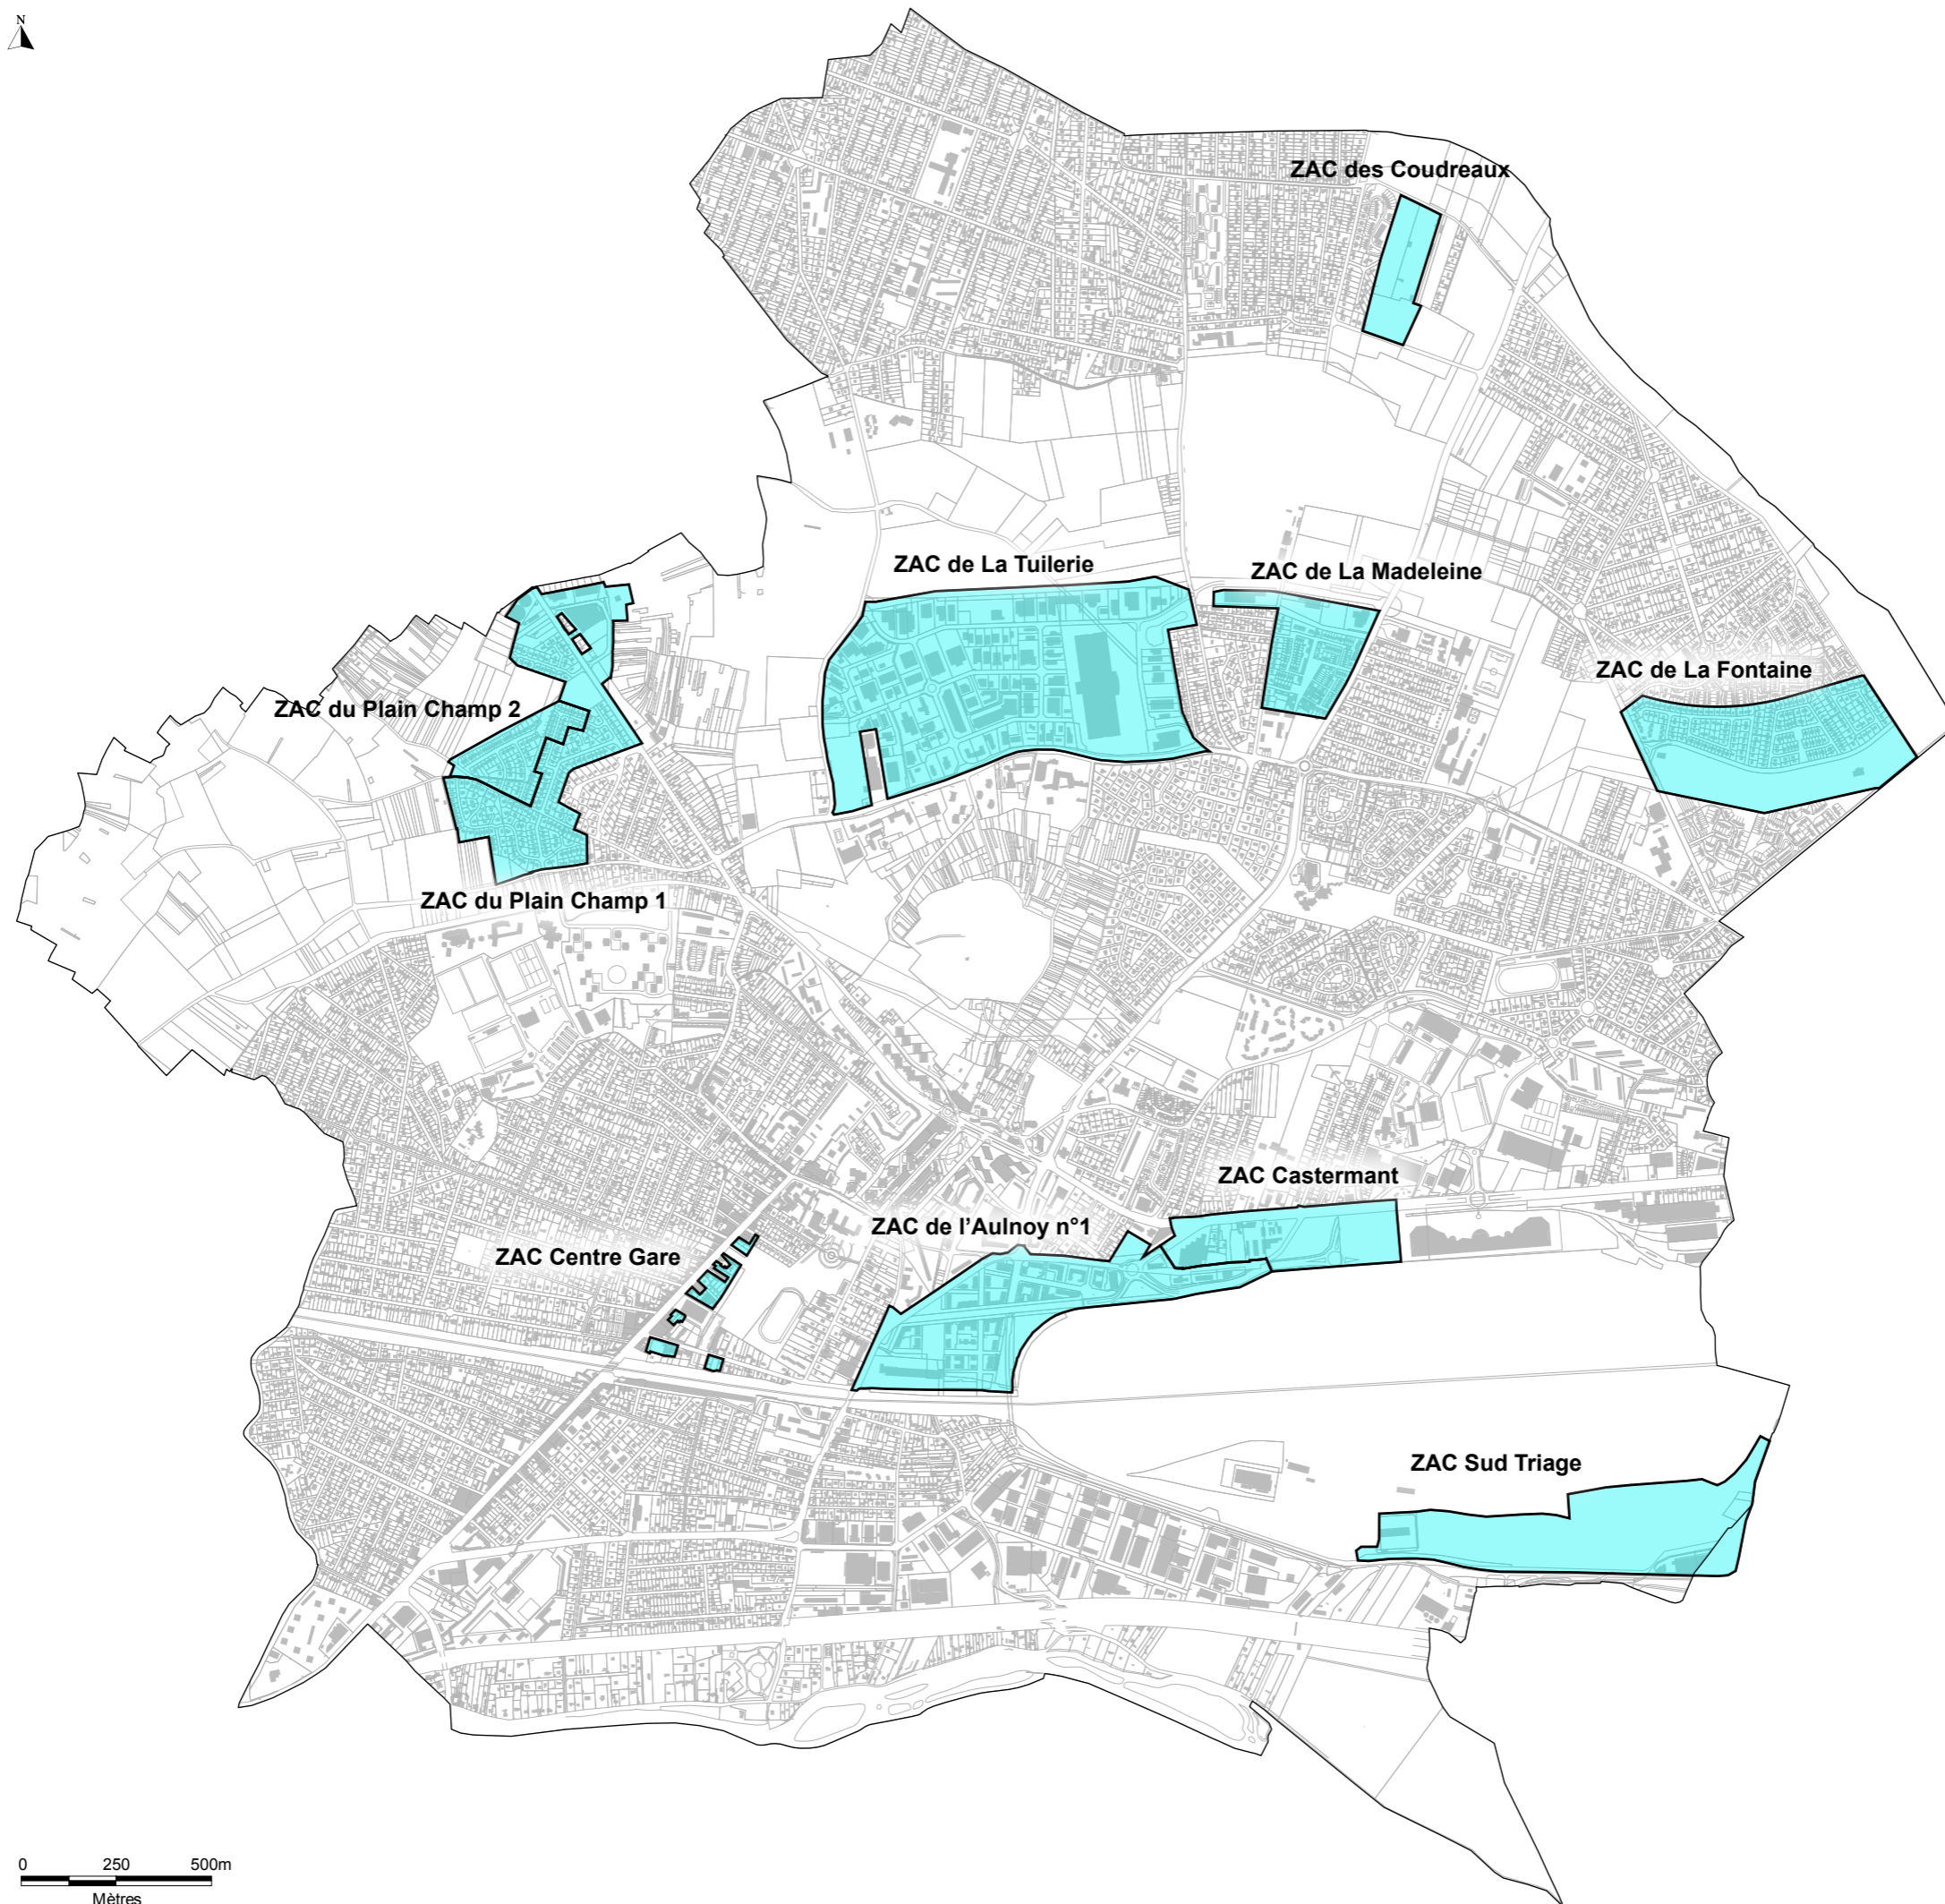 N
ZAC des Coudreaux
ZAC de La Tuilerie
ZAC de La Madeleine
ZAC de La Fontaine
ZAC du Plain Champ 2
ZAC du Plain Champ 1
ZAC Castermant
ZAC de l'Aulnoy n°1
ZAC Centre Gare
ZAC Sud Triage
0 250 500m
Mètres